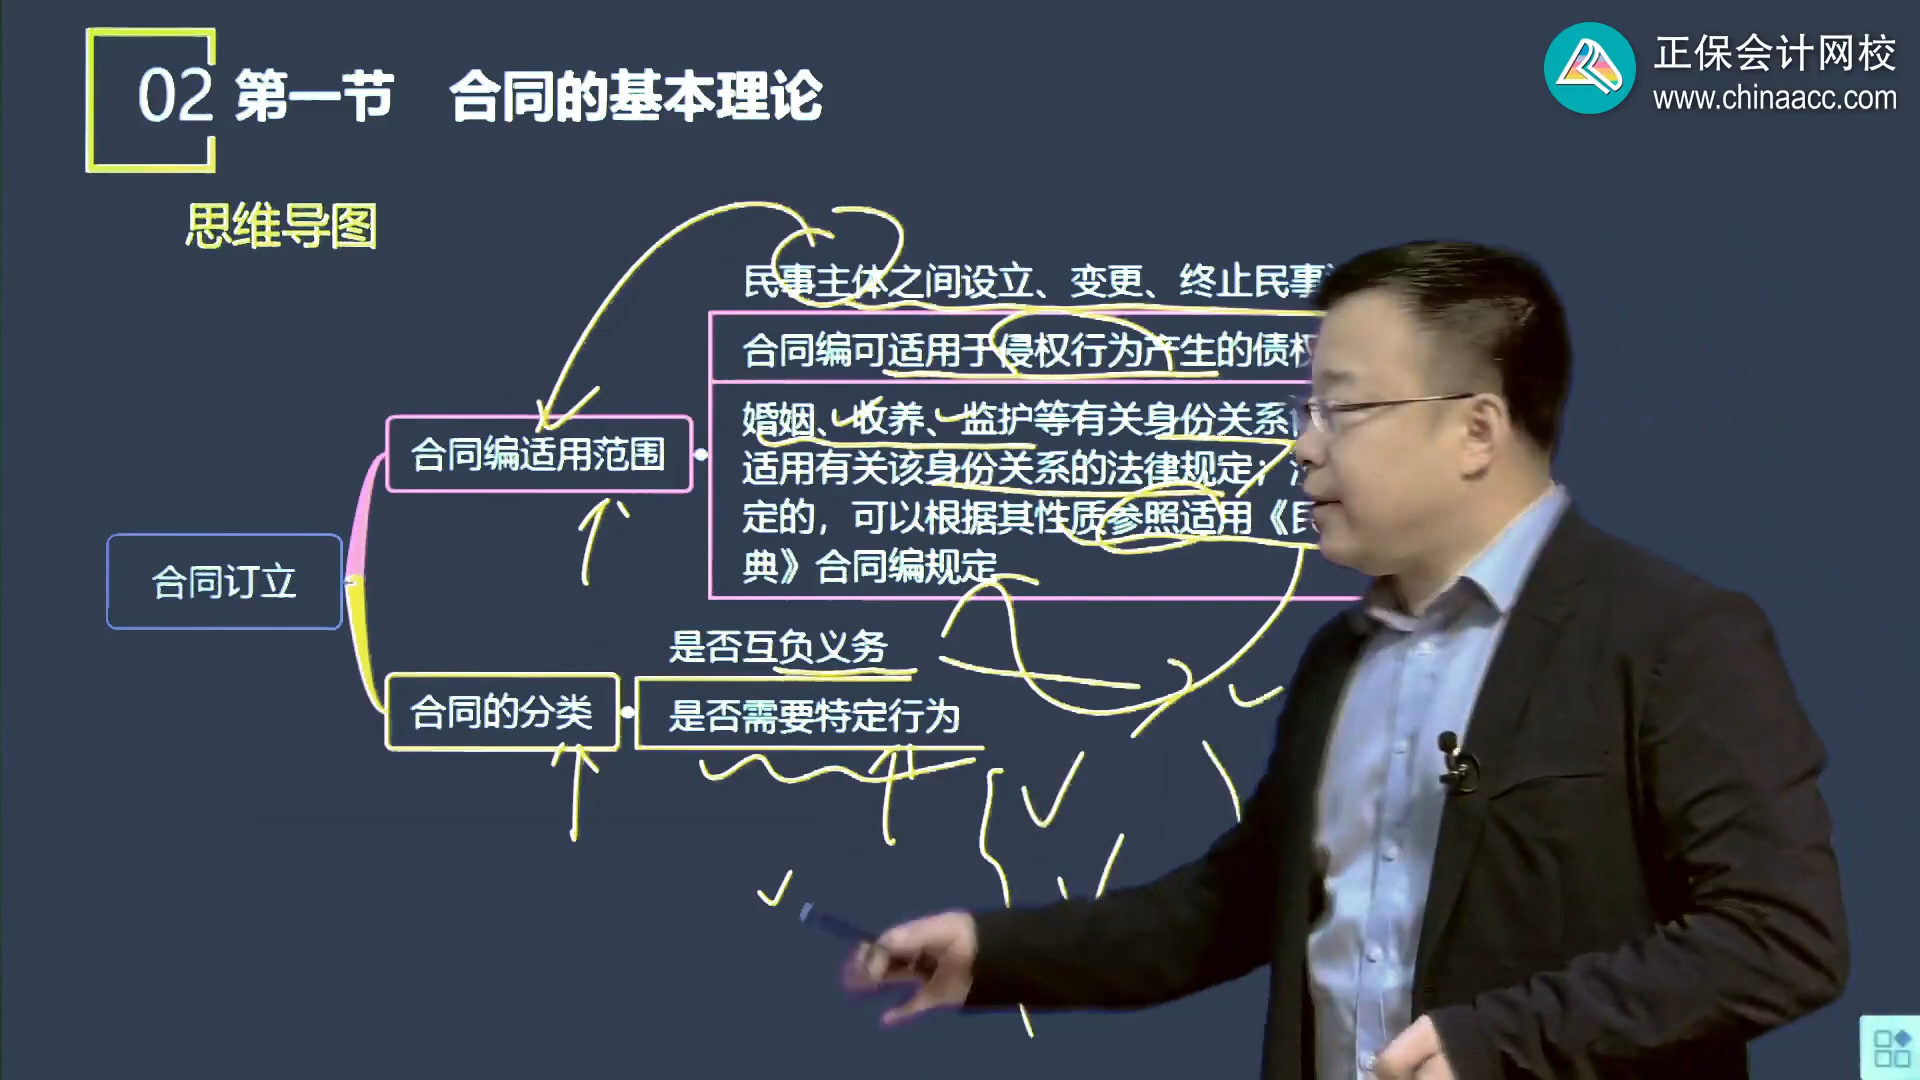 正保会计网校
www.chinaacc.com
02 第一节 合同的基本理论
思维导图
民事主体之间设立、变更、终止民事
合同编可适用于侵权行为产生的债权
合同编适用范围
婚姻、收养、监护等有关身份关系
适用有关该身份关系的法律规定；
定的，可以根据其性质参照适用《民
典》合同编规定
合同订立
是否互负义务
合同的分类
是否需要特定行为